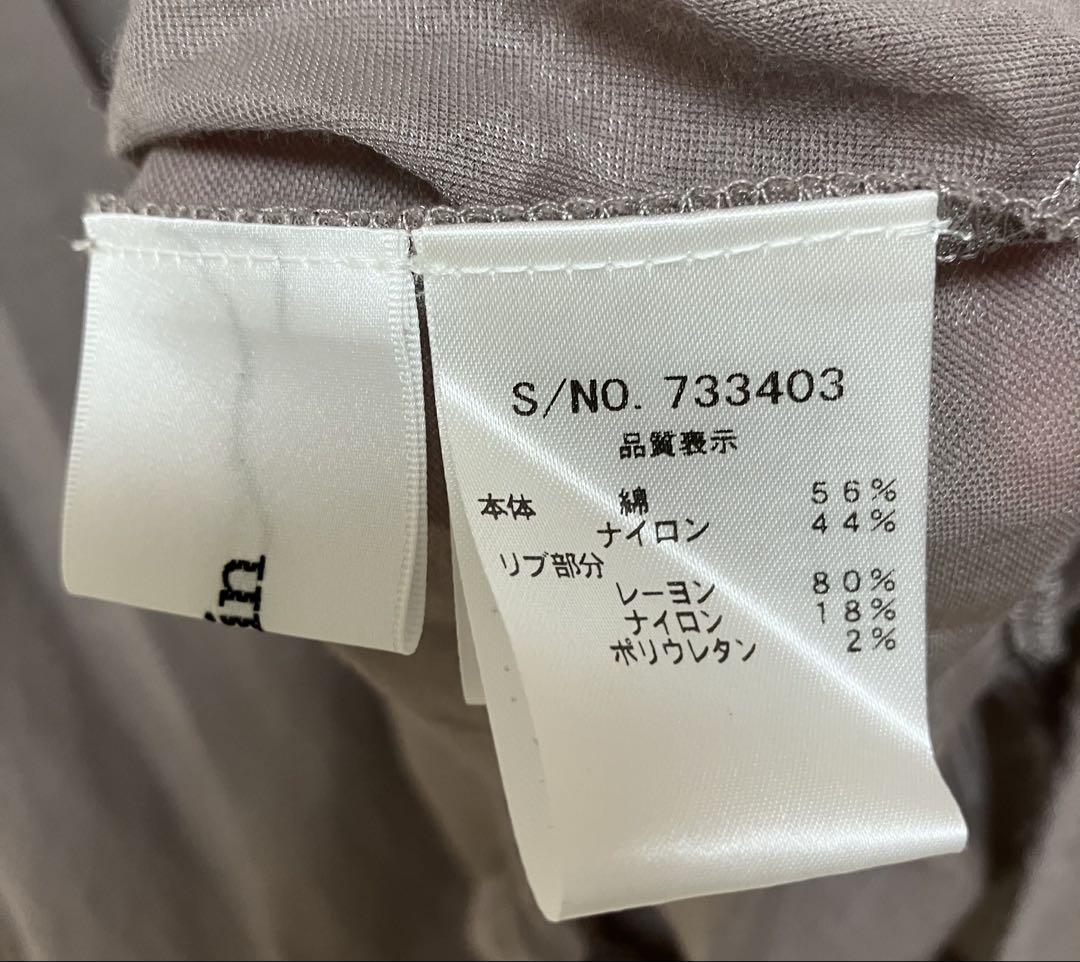 S/NO. 733403
品質表示
本体 綿 56%
ナイロン 44%
リブ部分
レーヨン 80%
ナイロン 18%
ポリウレタン 2%